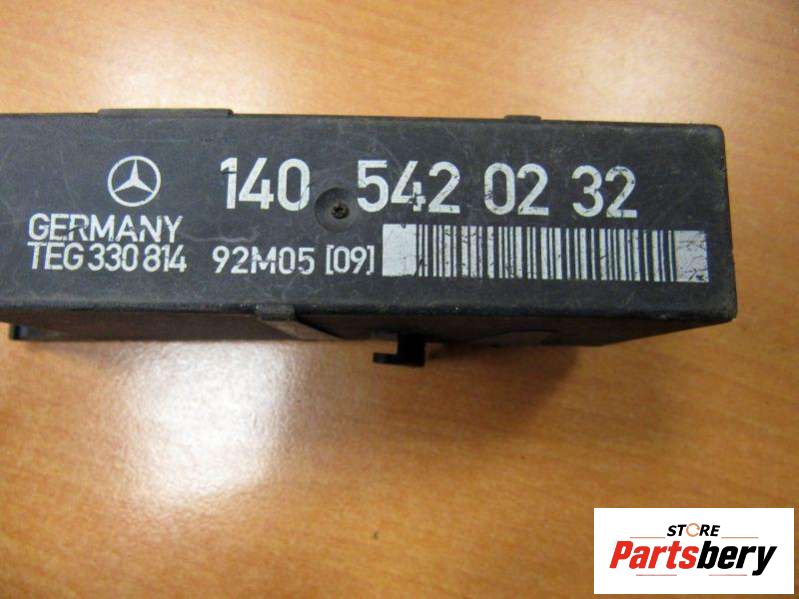 140 542 02 32
GERMANY
TEG 330 814 92M05 [09]
STORE
Partsbery